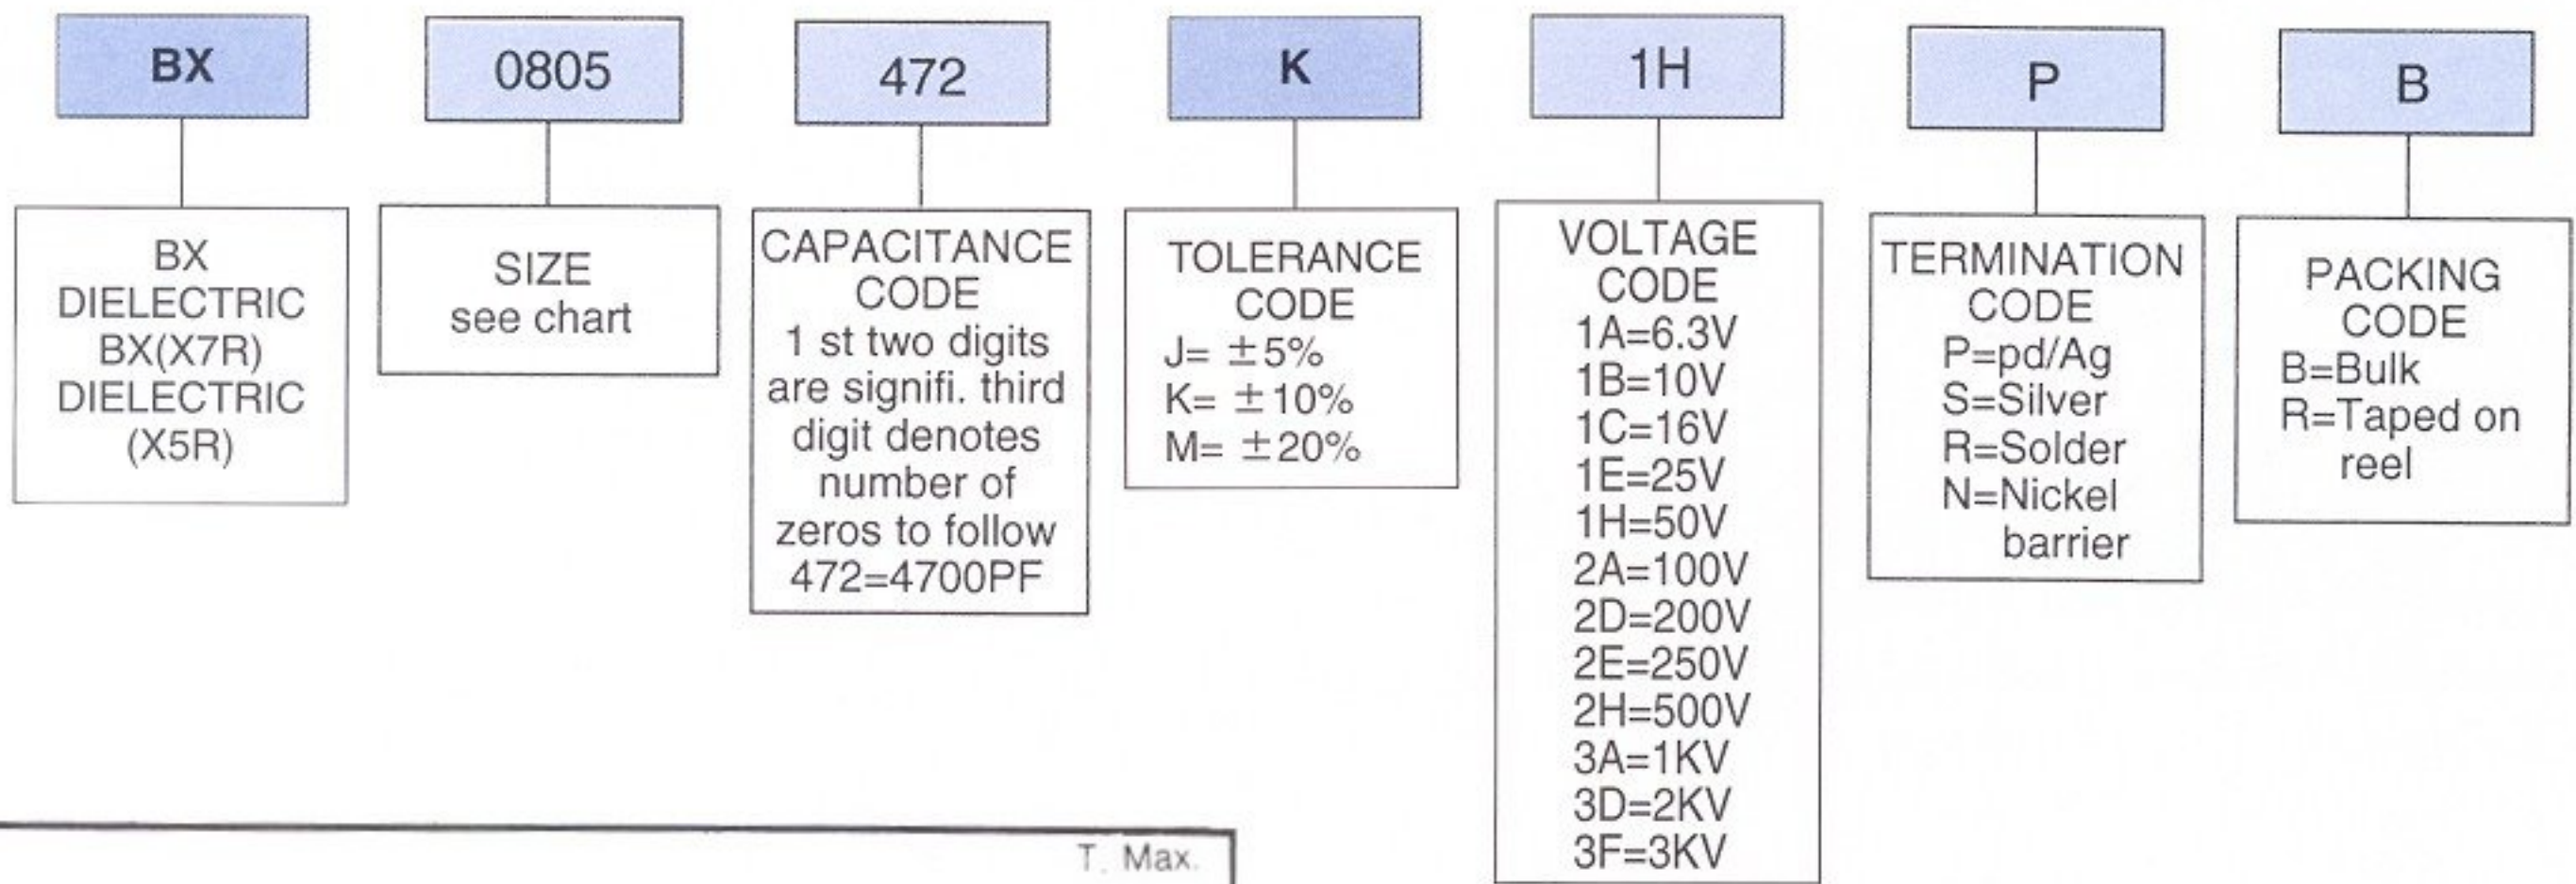 BX
0805
472
K
1H
P
B
BX
DIELECTRIC
BX(X7R)
DIELECTRIC
(X5R)
SIZE
see chart
CAPACITANCE
CODE
1 st two digits
are signifi. third
digit denotes
number of
zeros to follow
472=4700PF
TOLERANCE
CODE
J= ±5%
K= ±10%
M= ±20%
VOLTAGE
CODE
1A=6.3V
1B=10V
1C=16V
1E=25V
1H=50V
2A=100V
2D=200V
2E=250V
2H=500V
3A=1KV
3D=2KV
3F=3KV
TERMINATION
CODE
P=pd/Ag
S=Silver
R=Solder
N=Nickel
barrier
PACKING
CODE
B=Bulk
R=Taped on
reel
T. Max.